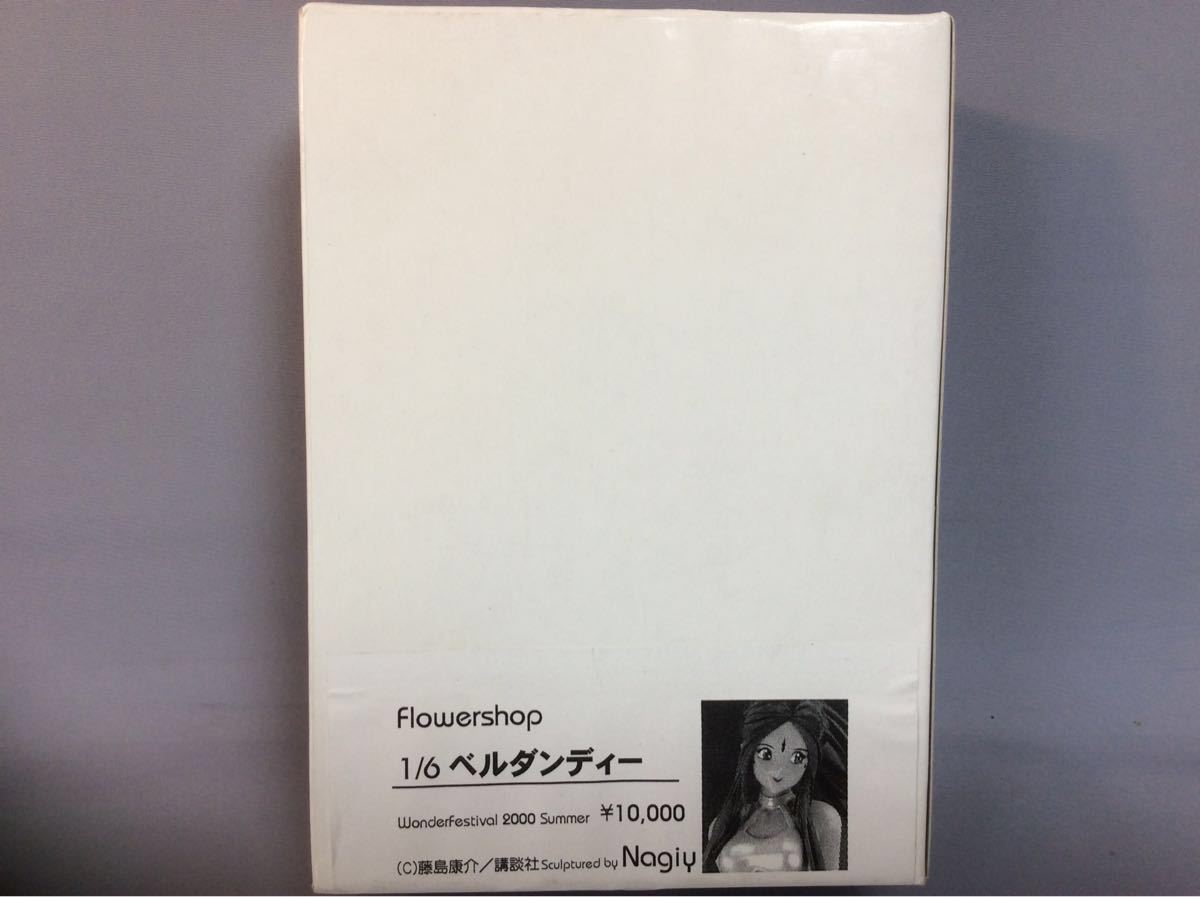 Flowershop
1/6 ベルダンディー
WonderFestival 2000 Summer ¥10,000
(C)藤島康介／講談社 Sculptured by Nagiy